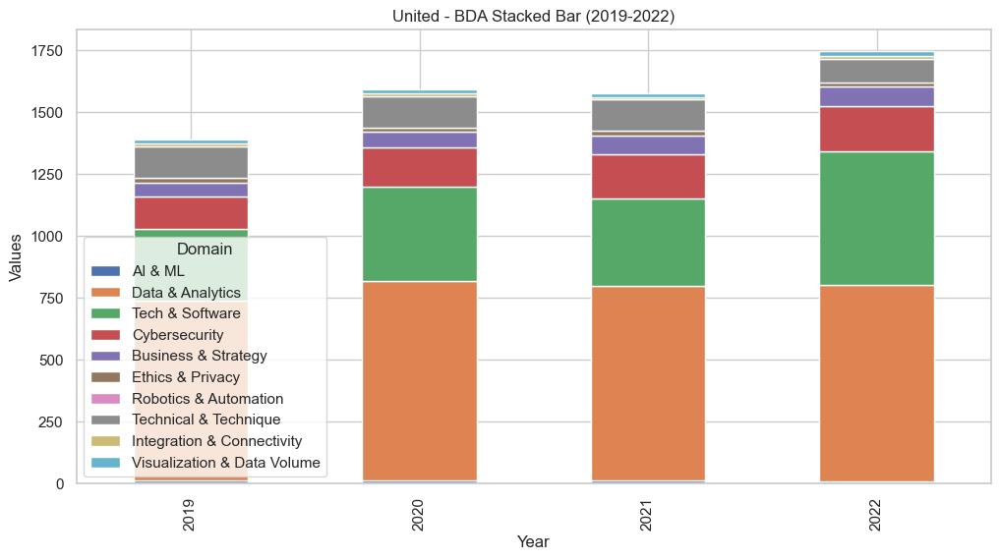 United - BDA Stacked Bar (2019-2022)
1750
1500
1250
1000
750
500
250
0
Values
Domain
AI & ML
Data & Analytics
Tech & Software
Cybersecurity
Business & Strategy
Ethics & Privacy
Robotics & Automation
Technical & Technique
Integration & Connectivity
Visualization & Data Volume
2019
2020
2021
2022
Year